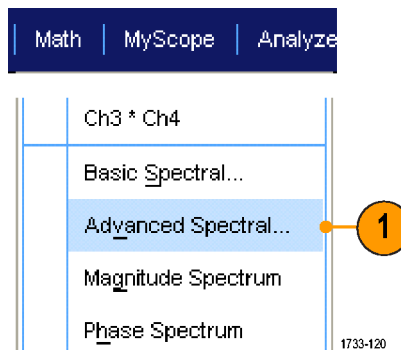 Math | MyScope | Analyze
Ch3 * Ch4
Basic Spectral...
Advanced Spectral...
1
Magnitude Spectrum
Phase Spectrum
1733-120